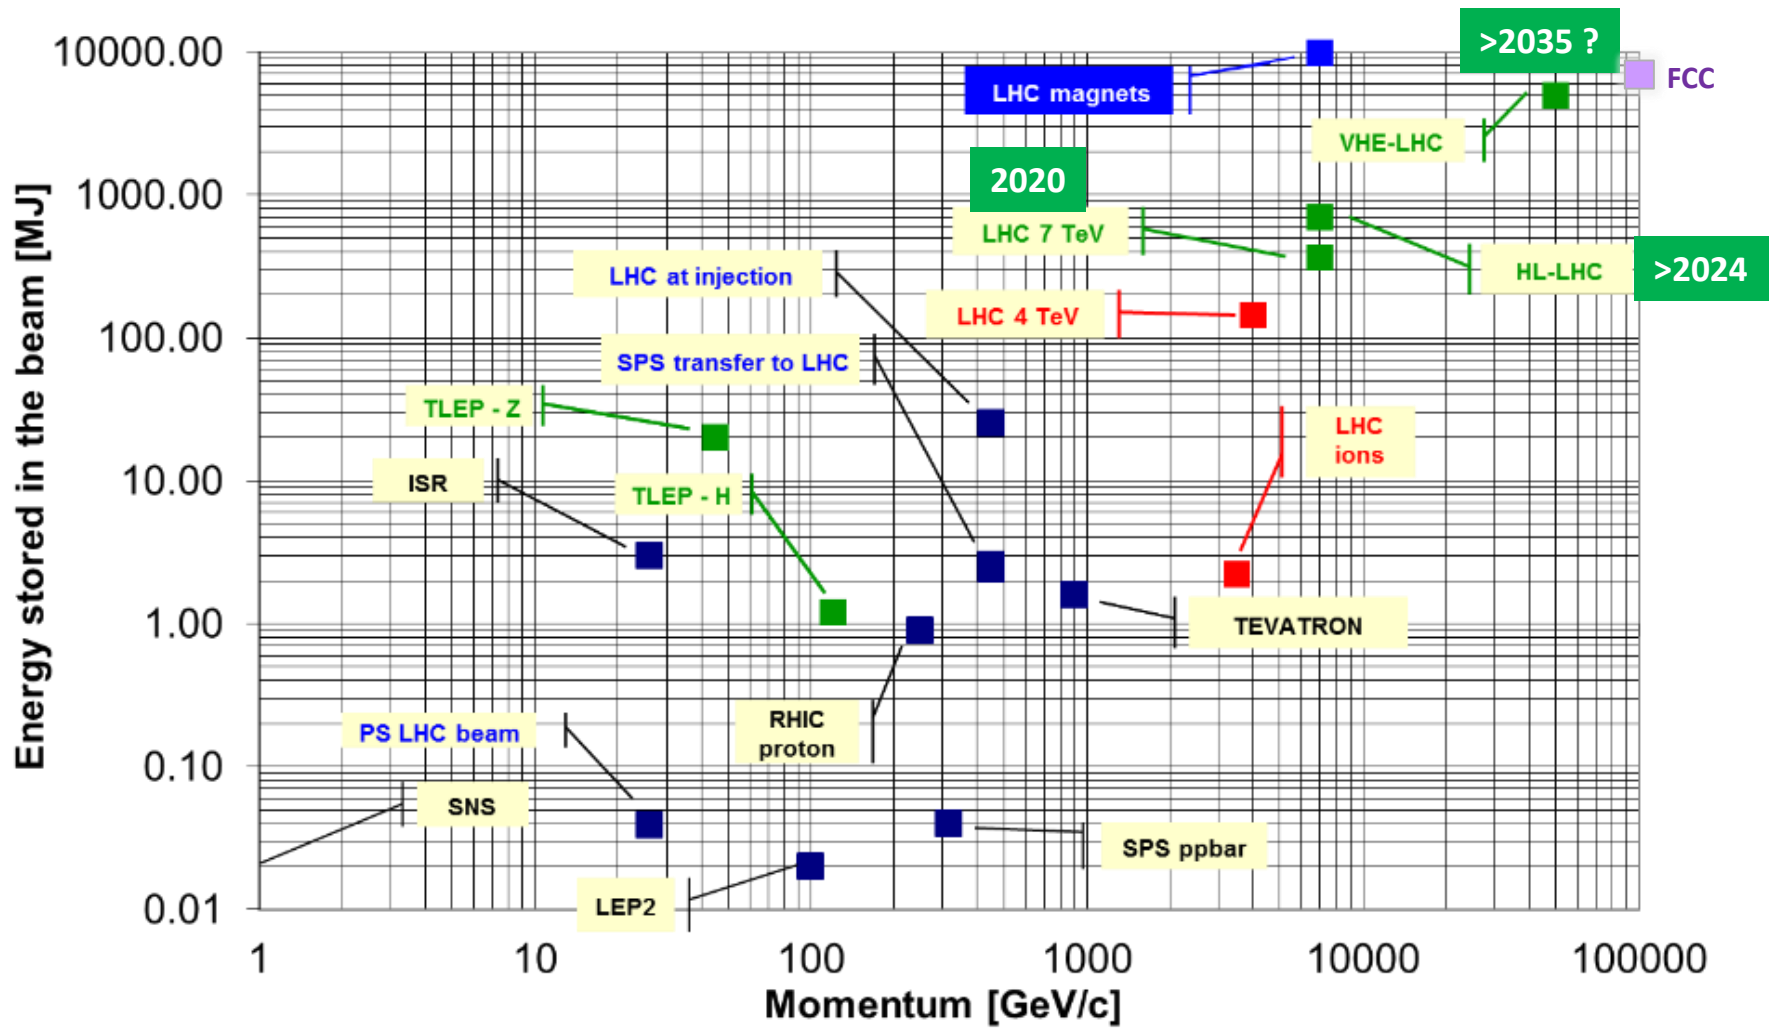 >2035 ?
10000.00
FCC
LHC magnets
VHE-LHC
2020
1000.00
LHC 7 TeV
LHC at injection
HL-LHC
>2024
LHC 4 TeV
100.00
SPS transfer to LHC
TLEP - Z
LHC
ions
ISR
10.00
TLEP - H
1.00
TEVATRON
RHIC
proton
PS LHC beam
0.10
SNS
SPS ppbar
LEP2
0.01
Energy stored in the beam [MJ]
1
10
100
1000
10000
100000
Momentum [GeV/c]